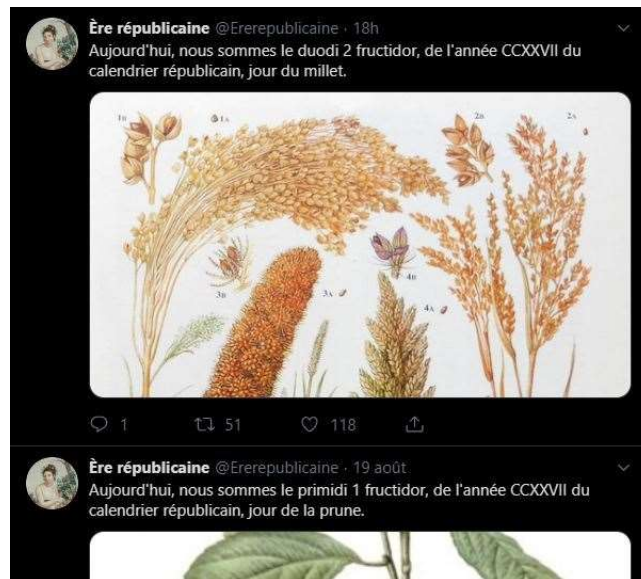 Ère républicaine @Ererepublicaine · 18h
Aujourd'hui, nous sommes le duodi 2 fructidor, de l'année CCXXVII du
calendrier républicain, jour du millet.
1B 1A 2B 2A
3B 3A 4B 4A
1 51 118
Ère républicaine @Ererepublicaine · 19 août
Aujourd'hui, nous sommes le primidi 1 fructidor, de l'année CCXXVII du
calendrier républicain, jour de la prune.